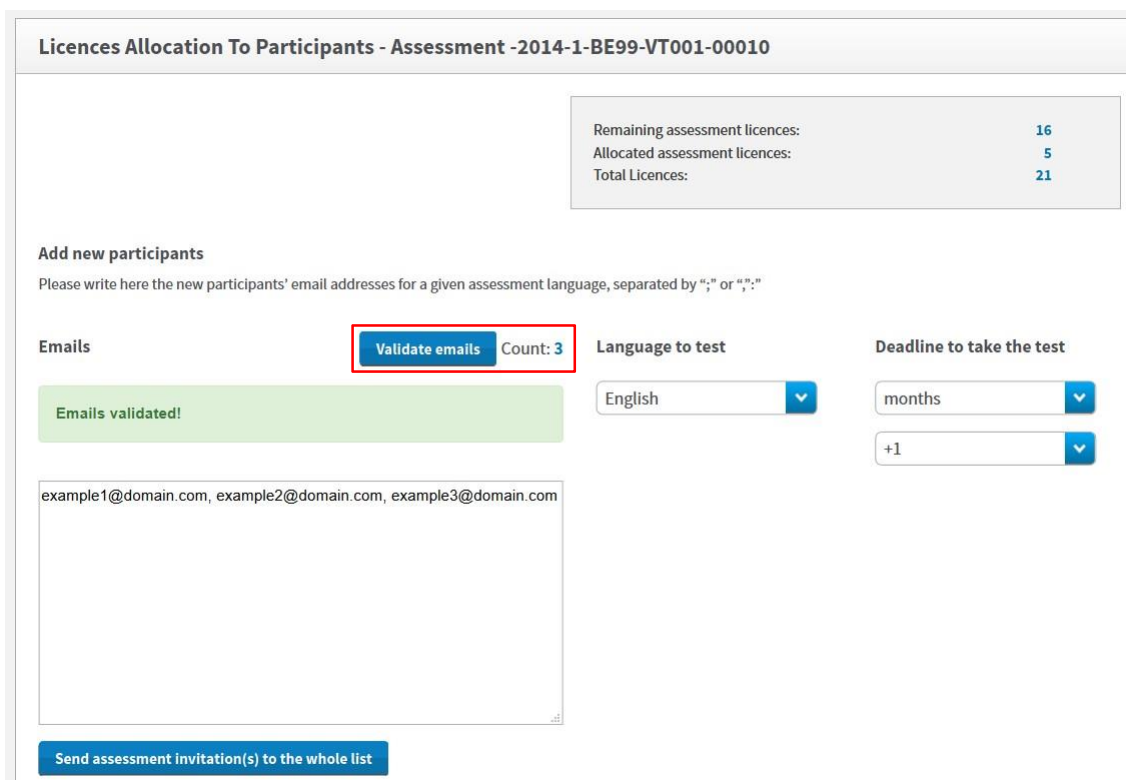 Licences Allocation To Participants - Assessment -2014-1-BE99-VT001-00010
Remaining assessment licences: 16
Allocated assessment licences: 5
Total Licences: 21
Add new participants
Please write here the new participants' email addresses for a given assessment language, separated by “;” or “,”:”
Emails Validate emails Count: 3 Language to test Deadline to take the test
Emails validated! English months
+1
example1@domain.com, example2@domain.com, example3@domain.com
Send assessment invitation(s) to the whole list